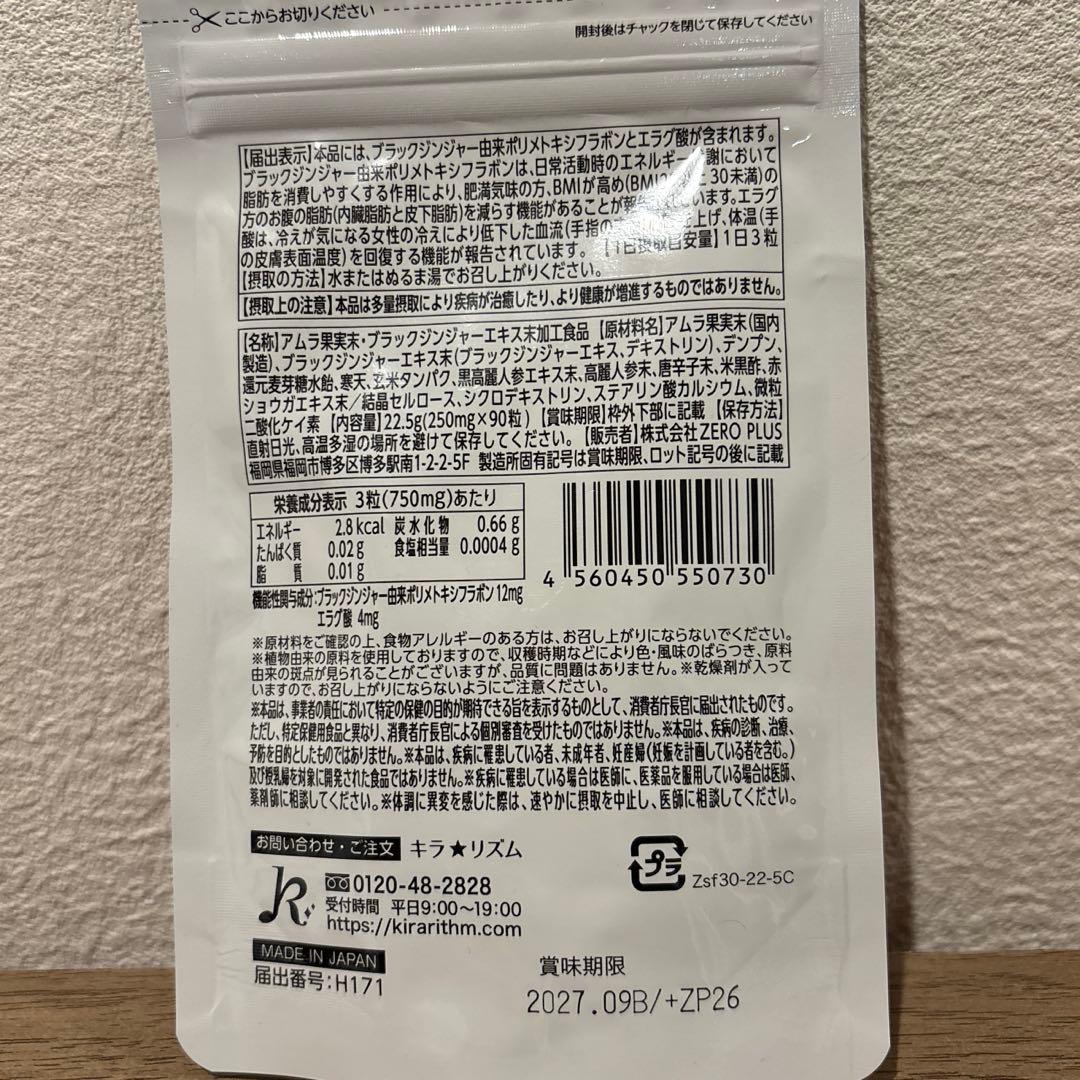 ここからお切りください
開封後はチャックを閉じて保存してください
【届出表示】本品には、ブラックジンジャー由来ポリメトキシフラボンとエラグ酸が含まれます。
ブラックジンジャー由来ポリメトキシフラボンは、日常活動時のエネルギー 謝において
脂肪を消費しやすくする作用により、肥満気味の方、BMIが高め(BMI 30未満)の
方のお腹の脂肪(内臓脂肪と皮下脂肪)を減らす機能があることが報告 います。エラグ
酸は、冷えが気になる女性の冷えにより低下した血流(手指の 上げ、体温(手
の皮膚表面温度)を回復する機能が報告されています。【1日摂取目安量】1日3粒
【摂取の方法】水またはぬるま湯でお召し上がりください。
【摂取上の注意】本品は多量摂取により疾病が治癒したり、より健康が増進するものではありません。
【名称】アムラ果実末・ブラックジンジャーエキス末加工食品【原材料名】アムラ果実末(国内
製造)、ブラックジンジャーエキス末(ブラックジンジャーエキス、デキストリン)、デンプン、
還元麦芽糖水飴、寒天、玄米タンパク、黒高麗人参エキス末、高麗人参末、唐辛子末、米黒酢、赤
ショウガエキス末／結晶セルロース、シクロデキストリン、ステアリン酸カルシウム、微粒
二酸化ケイ素【内容量】22.5g(250mg×90粒)【賞味期限】枠外下部に記載【保存方法】
直射日光、高温多湿の場所を避けて保存してください。【販売者】株式会社ZERO PLUS
福岡県福岡市博多区博多駅南1-2-2-5F 製造所固有記号は賞味期限、ロット記号の後に記載
栄養成分表示 3粒(750mg)あたり
エネルギー 2.8kcal 炭水化物 0.66g
たんぱく質 0.02g 食塩相当量 0.0004g
脂質 0.01g
機能性関与成分:ブラックジンジャー由来ポリメトキシフラボン 12mg
エラグ酸 4mg
4 560450 550730
※原材料をご確認の上、食物アレルギーのある方は、お召し上がりにならないでください。
※植物由来の原料を使用しておりますので、収穫時期などにより色・風味のばらつき、原料
由来の斑点が見られることがございますが、品質に問題はありません。※乾燥剤が入って
いますので、お召し上がりにならないようにご注意ください。
※本品は、事業者の責任において特定の保健の目的が期待できる旨を表示するものとして、消費者庁長官に届出されたものです。
ただし、特定保健用食品と異なり、消費者庁長官による個別審査を受けたものではありません。※本品は、疾病の診断、治療、
予防を目的としたものではありません。※本品は、疾病に罹患している者、未成年者、妊産婦(妊娠を計画している者を含む。)
及び授乳婦を対象に開発された食品ではありません。※疾病に罹患している場合は医師に、医薬品を服用している場合は医師、
薬剤師に相談してください。※体調に異変を感じた際は、速やかに摂取を中止し、医師に相談してください。
お問い合わせ・ご注文 キラ★リズム
0120-48-2828
受付時間 平日9:00～19:00
https://kirarithm.com
プラ
Zsf30-22-5C
MADE IN JAPAN
届出番号:H171
賞味期限
2027.09B/+ZP26